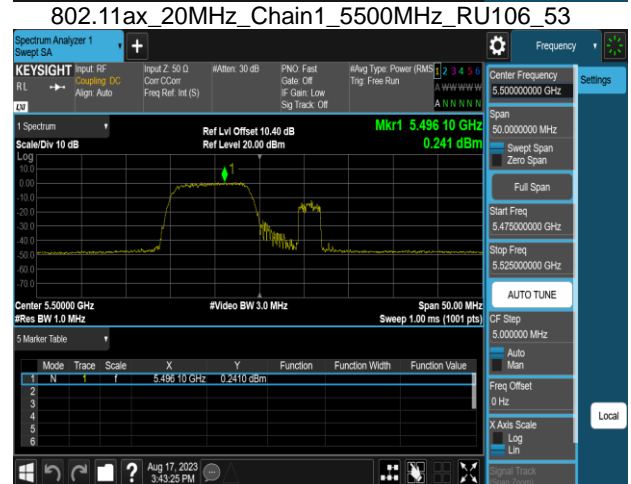 802.11ax_20MHz_Chain1_5500MHz_RU106_53
Spectrum Analyzer 1
Swept SA
+
Frequency
KEYSIGHT Input: RF Input Z: 50 Ω #Atten: 30 dB PNO: Fast #Avg Type: Power (RMS 1 2 3 4 5 6
RL Coupling: DC Corr CCorr Gate: Off Trig: Free Run A W W W W W
Align: Auto Freq Ref: Int (S) IF Gain: Low
Sig Track: Off A N N N N N
LXI
Center Frequency
5.500000000 GHz
Settings
Span
50.0000000 MHz
Swept Span
Zero Span
Full Span
Start Freq
5.475000000 GHz
Stop Freq
5.525000000 GHz
AUTO TUNE
CF Step
5.000000 MHz
Auto
Man
Freq Offset
0 Hz
X Axis Scale
Log
Lin
Signal Track
(Span Zoom)
Local
1 Spectrum
Ref Lvl Offset 10.40 dB
Mkr1 5.496 10 GHz
Scale/Div 10 dB Ref Level 20.00 dBm 0.241 dBm
Log
10.0
0.00
-10.0
-20.0
-30.0
-40.0
-50.0
-60.0
-70.0
1
Center 5.50000 GHz #Video BW 3.0 MHz Span 50.00 MHz
#Res BW 1.0 MHz Sweep 1.00 ms (1001 pts)
5 Marker Table
Mode Trace Scale X Y Function Function Width Function Value
1 N 1 f 5.496 10 GHz 0.2410 dBm
2
3
4
5
6
? Aug 17, 2023
3:43:25 PM